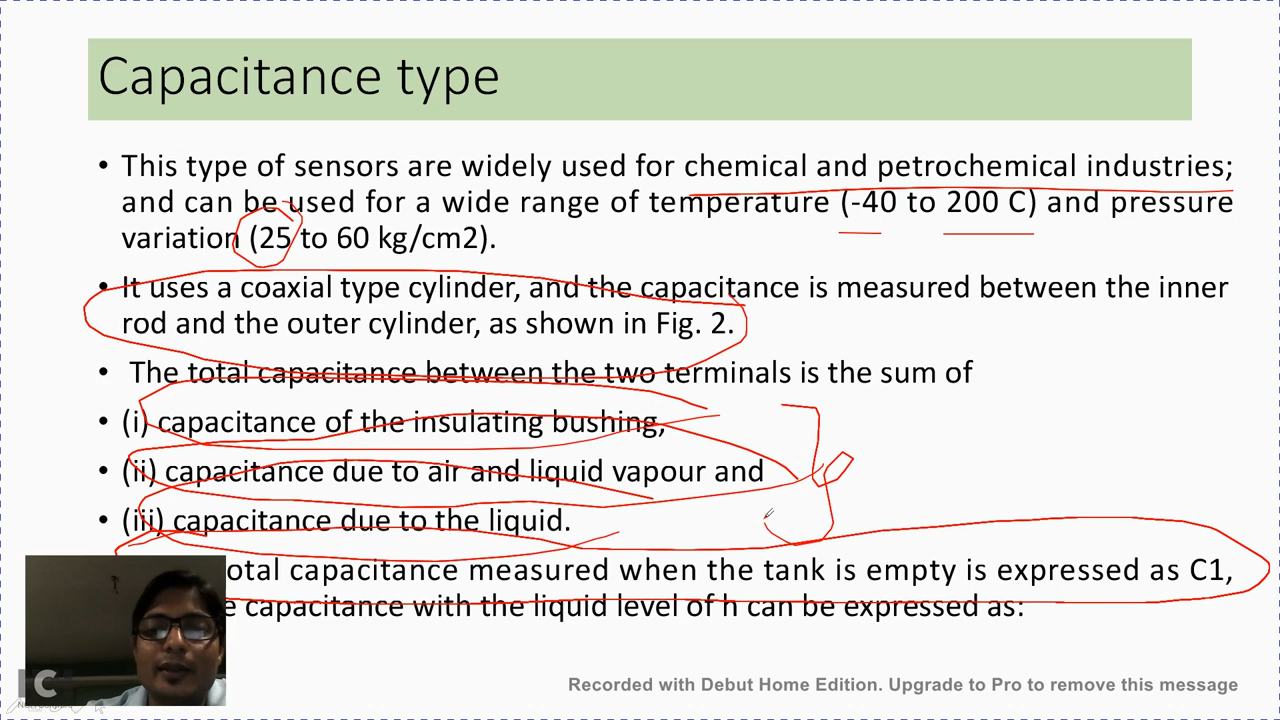 Capacitance type
• This type of sensors are widely used for chemical and petrochemical industries;
and can be used for a wide range of temperature (-40 to 200 C) and pressure
variation (25 to 60 kg/cm2).
• It uses a coaxial type cylinder, and the capacitance is measured between the inner
rod and the outer cylinder, as shown in Fig. 2.
• The total capacitance between the two terminals is the sum of
• (i) capacitance of the insulating bushing,
• (ii) capacitance due to air and liquid vapour and
• (iii) capacitance due to the liquid.
otal capacitance measured when the tank is empty is expressed as C1,
e capacitance with the liquid level of h can be expressed as:
C
Recorded with Debut Home Edition. Upgrade to Pro to remove this message